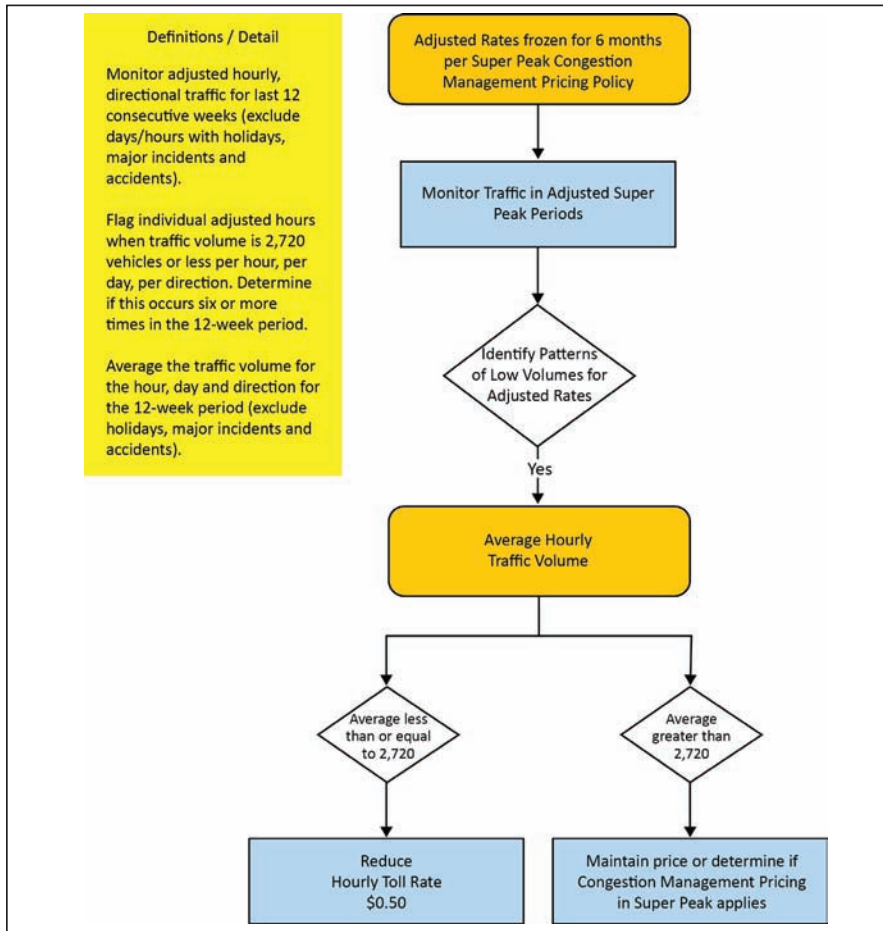 Definitions / Detail
Monitor adjusted hourly,
directional traffic for last 12
consecutive weeks (exclude
days/hours with holidays,
major incidents and
accidents).
Flag individual adjusted hours
when traffic volume is 2,720
vehicles or less per hour, per
day, per direction. Determine
if this occurs six or more
times in the 12-week period.
Average the traffic volume for
the hour, day and direction for
the 12-week period (exclude
holidays, major incidents and
accidents).
Adjusted Rates frozen for 6 months
per Super Peak Congestion
Management Pricing Policy
Monitor Traffic in Adjusted Super
Peak Periods
Identify Patterns
of Low Volumes for
Adjusted Rates
Yes
Average Hourly
Traffic Volume
Average less
than or equal
to 2,720
Average
greater than
2,720
Reduce
Hourly Toll Rate
$0.50
Maintain price or determine if
Congestion Management Pricing
in Super Peak applies